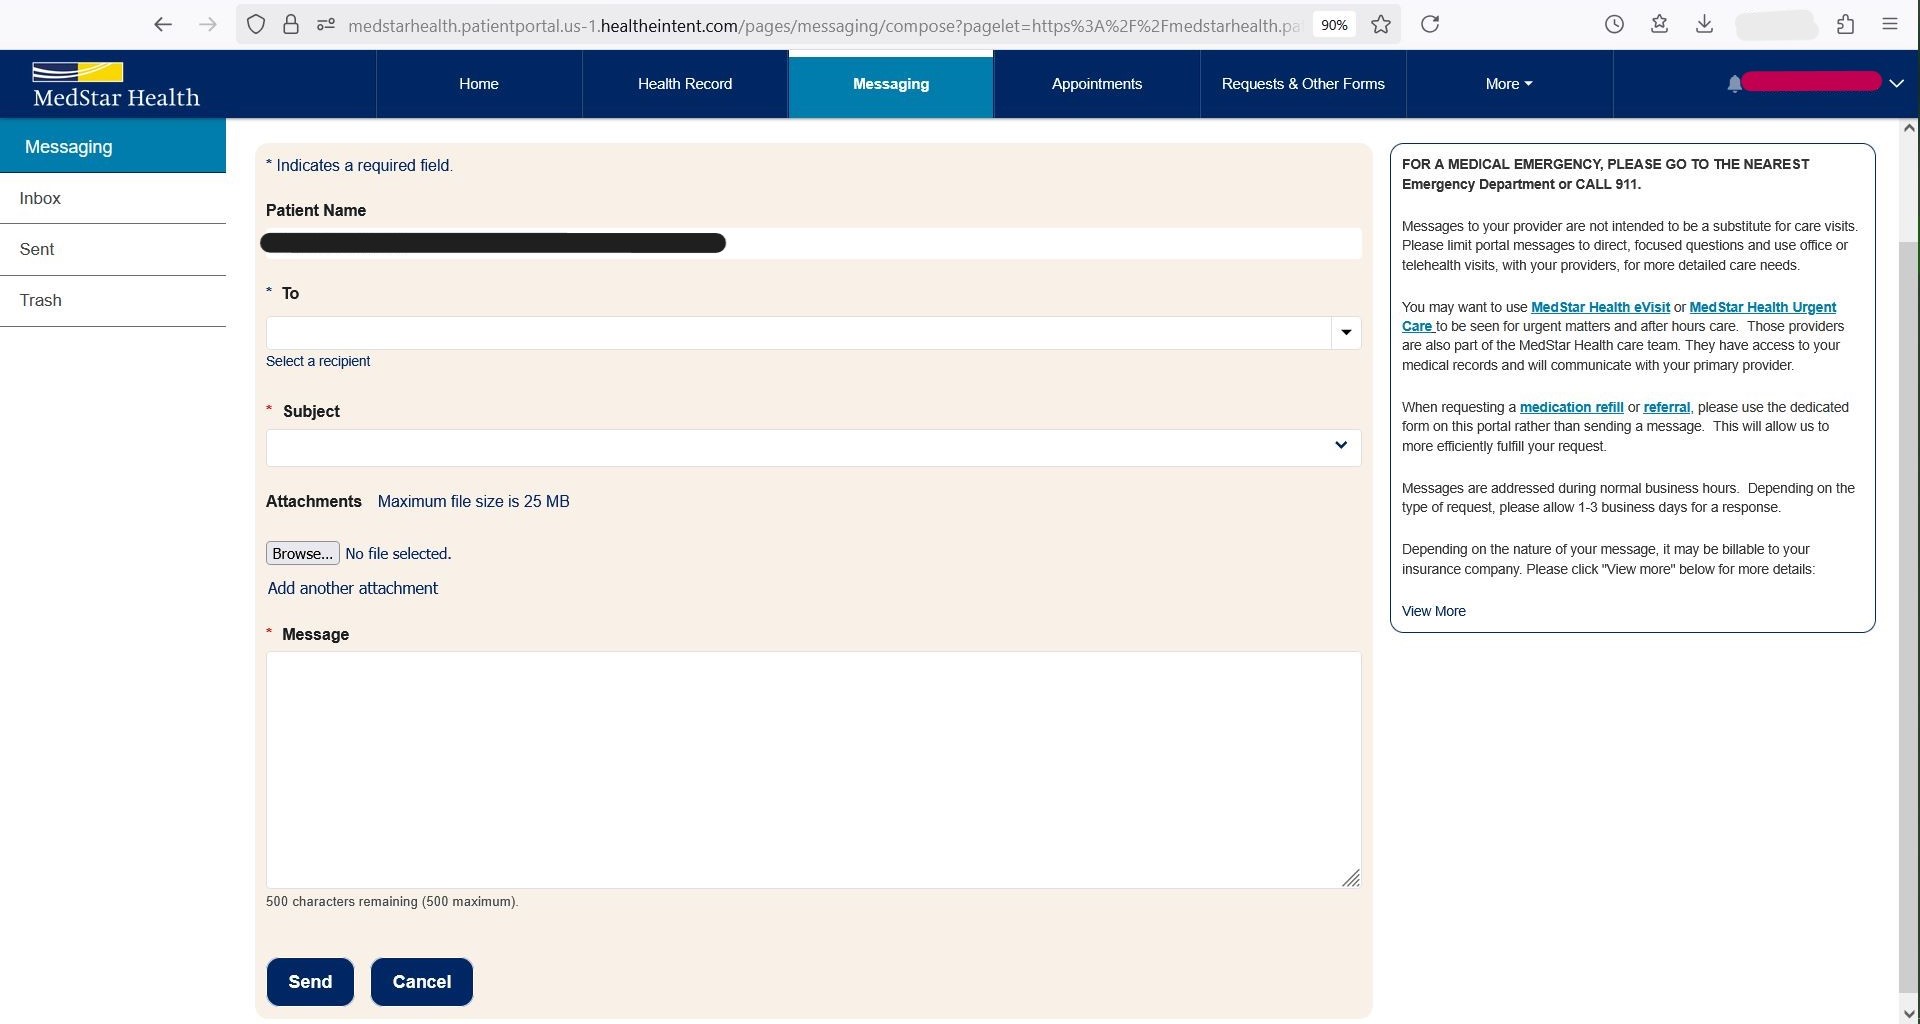 medstarhealth.patientportal.us-1.healtheintent.com/pages/messaging/compose?pagelet=https%3A%2F%2Fmedstarhealth.pa
90%
MedStar Health
Home
Health Record
Messaging
Appointments
Requests & Other Forms
More
Messaging
Inbox
Sent
Trash
* Indicates a required field.
Patient Name
* To
Select a recipient
* Subject
Attachments Maximum file size is 25 MB
Browse... No file selected.
Add another attachment
* Message
500 characters remaining (500 maximum).
Send
Cancel
FOR A MEDICAL EMERGENCY, PLEASE GO TO THE NEAREST
Emergency Department or CALL 911.
Messages to your provider are not intended to be a substitute for care visits.
Please limit portal messages to direct, focused questions and use office or
telehealth visits, with your providers, for more detailed care needs.
You may want to use MedStar Health eVisit or MedStar Health Urgent
Care to be seen for urgent matters and after hours care.  Those providers
are also part of the MedStar Health care team. They have access to your
medical records and will communicate with your primary provider.
When requesting a medication refill or referral, please use the dedicated
form on this portal rather than sending a message.  This will allow us to
more efficiently fulfill your request.
Messages are addressed during normal business hours.  Depending on the
type of request, please allow 1-3 business days for a response.
Depending on the nature of your message, it may be billable to your
insurance company. Please click "View more" below for more details:
View More